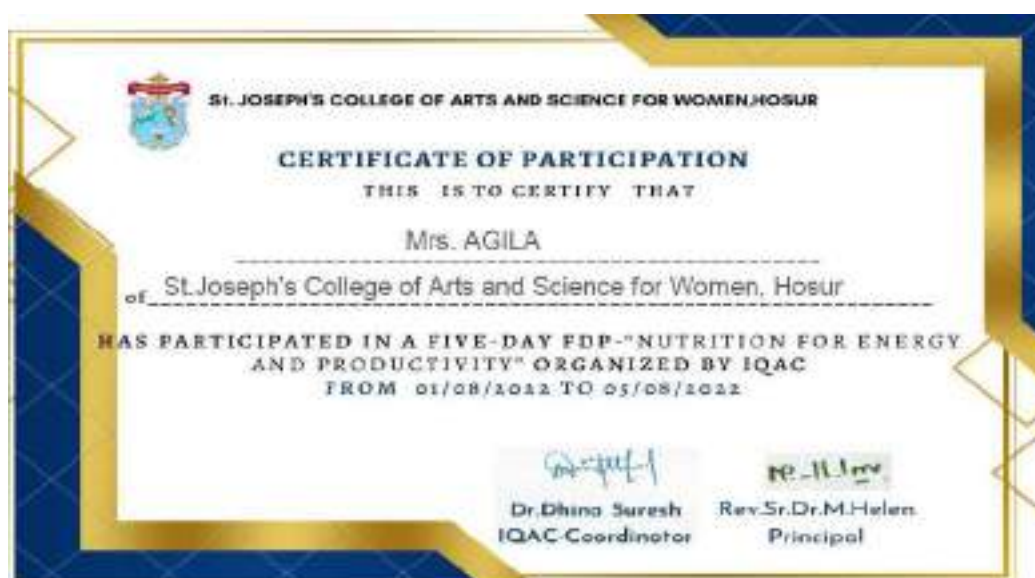 St. JOSEPH'S COLLEGE OF ARTS AND SCIENCE FOR WOMEN,HOSUR
CERTIFICATE OF PARTICIPATION
THIS IS TO CERTIFY THAT
Mrs. AGILA
of St.Joseph's College of Arts and Science for Women, Hosur
HAS PARTICIPATED IN A FIVE-DAY FDP-"NUTRITION FOR ENERGY
AND PRODUCTIVITY" ORGANIZED BY IQAC
FROM 01/08/2022 TO 05/08/2022
Dr.Dhina Suresh
IQAC-Coordinator
Rev.Sr.Dr.M.Helen
Principal